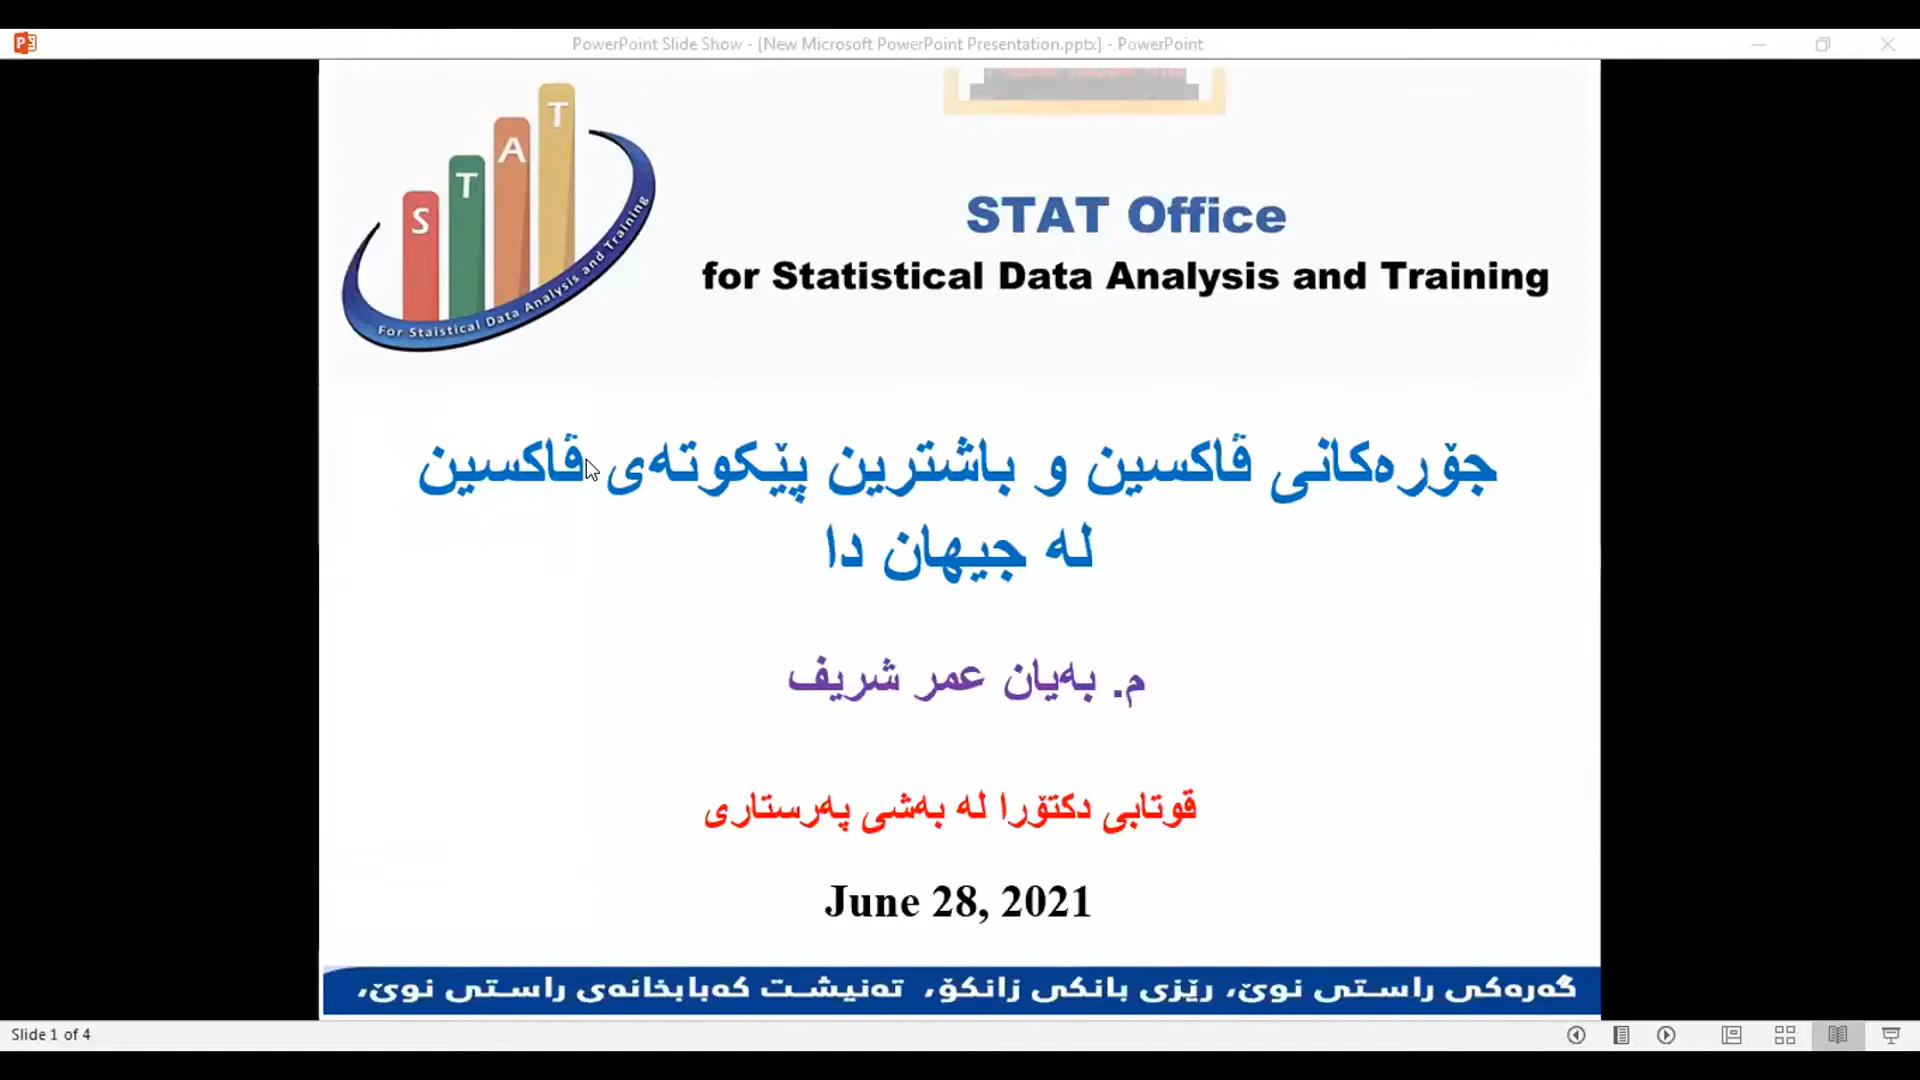 PowerPoint Slide Show - [New Microsoft PowerPoint Presentation.pptx] - PowerPoint
S T A T
For Staistical Data Analysis and Training
STAT Office
for Statistical Data Analysis and Training
جۆرەکانی ڤاکسین و باشترین پێکوتەی ڤاکسین
لە جیهان دا
م. بەیان عمر شریف
قوتابی دکتۆرا لە بەشی پەرستاری
June 28, 2021
گەرەکی راستی نوێ، رێزی بانکی زانکۆ، تەنیشت کەبابخانەی راستی نوێ،
Slide 1 of 4